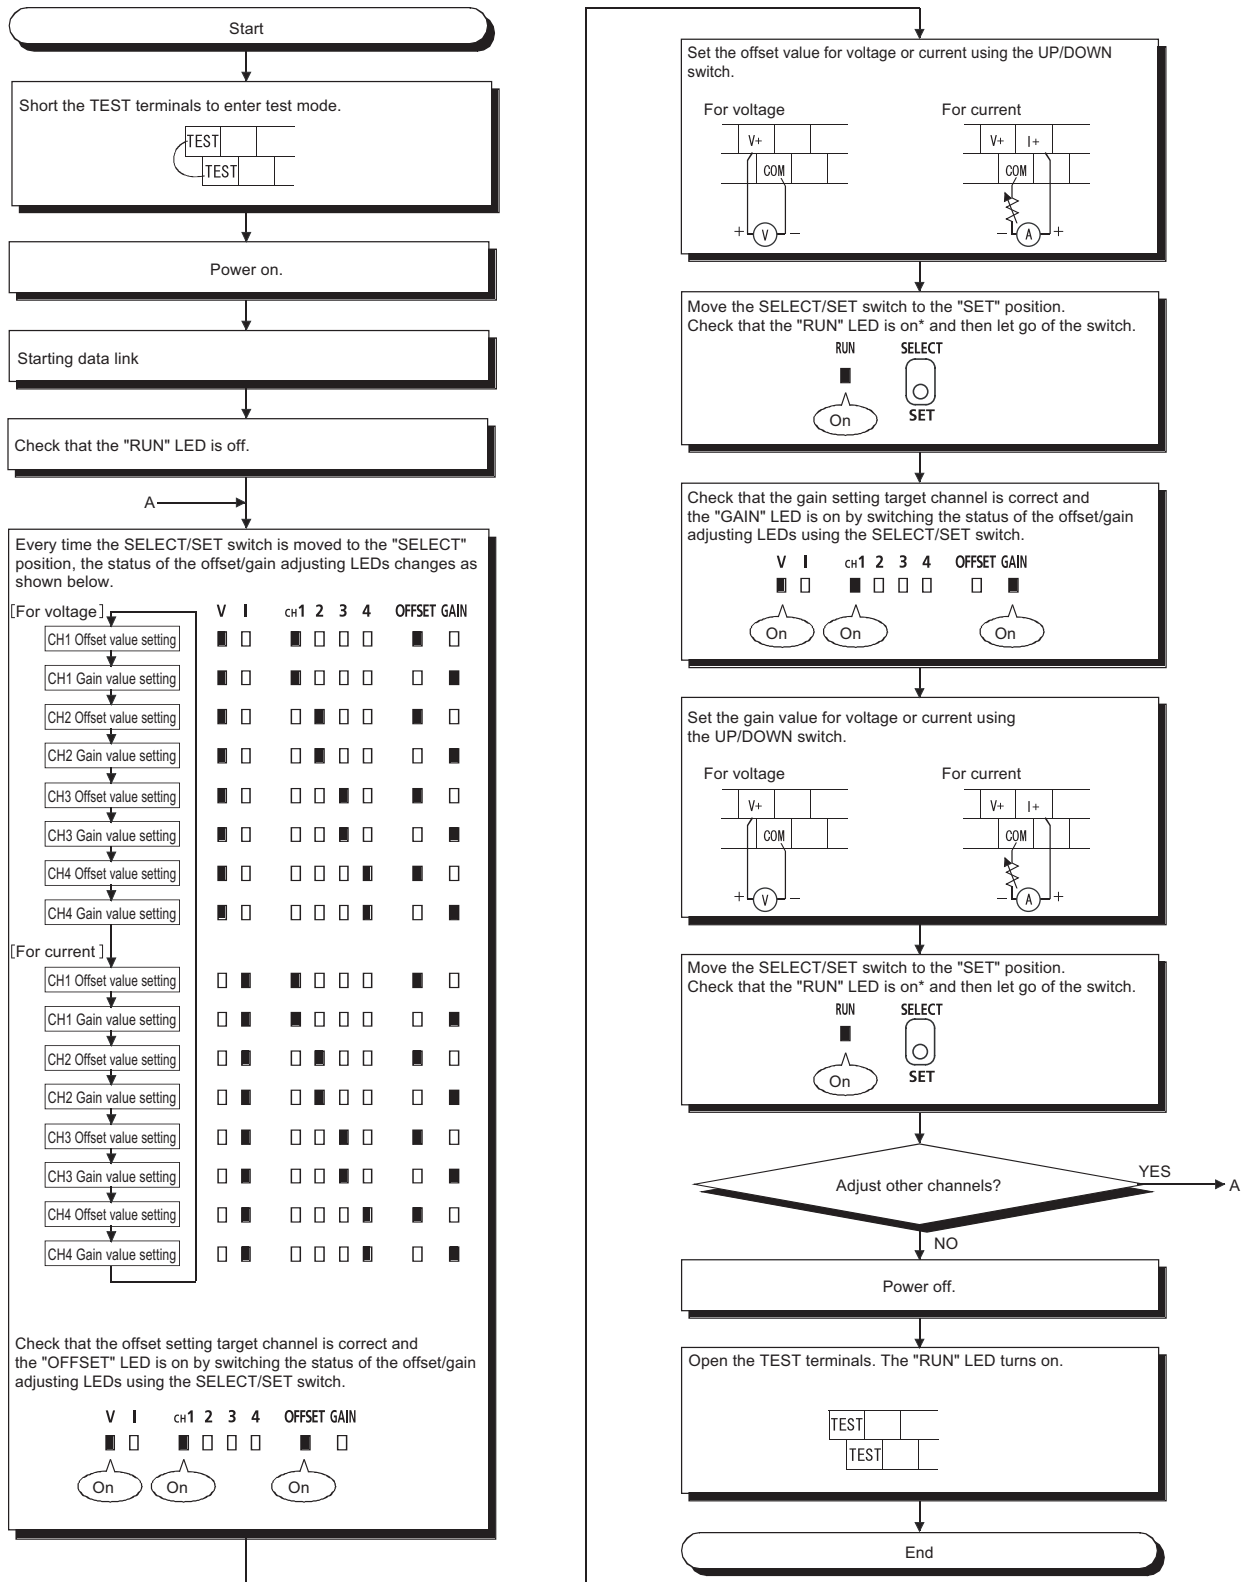 Start
Short the TEST terminals to enter test mode.
TEST
TEST
Power on.
Starting data link
Check that the "RUN" LED is off.
A
Every time the SELECT/SET switch is moved to the "SELECT"
position, the status of the offset/gain adjusting LEDs changes as
shown below.
[For voltage] V I CH1 2 3 4 OFFSET GAIN
CH1 Offset value setting
CH1 Gain value setting
CH2 Offset value setting
CH2 Gain value setting
CH3 Offset value setting
CH3 Gain value setting
CH4 Offset value setting
CH4 Gain value setting
[For current]
CH1 Offset value setting
CH1 Gain value setting
CH2 Offset value setting
CH2 Gain value setting
CH3 Offset value setting
CH3 Gain value setting
CH4 Offset value setting
CH4 Gain value setting
Check that the offset setting target channel is correct and
the "OFFSET" LED is on by switching the status of the offset/gain
adjusting LEDs using the SELECT/SET switch.
V I CH1 2 3 4 OFFSET GAIN
On On On
Set the offset value for voltage or current using the UP/DOWN
switch.
For voltage For current
V+ V+ I+
COM COM
+ V - - A +
Move the SELECT/SET switch to the "SET" position.
Check that the "RUN" LED is on* and then let go of the switch.
RUN SELECT
On SET
Check that the gain setting target channel is correct and
the "GAIN" LED is on by switching the status of the offset/gain
adjusting LEDs using the SELECT/SET switch.
V I CH1 2 3 4 OFFSET GAIN
On On On
Set the gain value for voltage or current using
the UP/DOWN switch.
For voltage For current
V+ V+ I+
COM COM
+ V - - A +
Move the SELECT/SET switch to the "SET" position.
Check that the "RUN" LED is on* and then let go of the switch.
RUN SELECT
On SET
Adjust other channels? YES A
NO
Power off.
Open the TEST terminals. The "RUN" LED turns on.
TEST
TEST
End